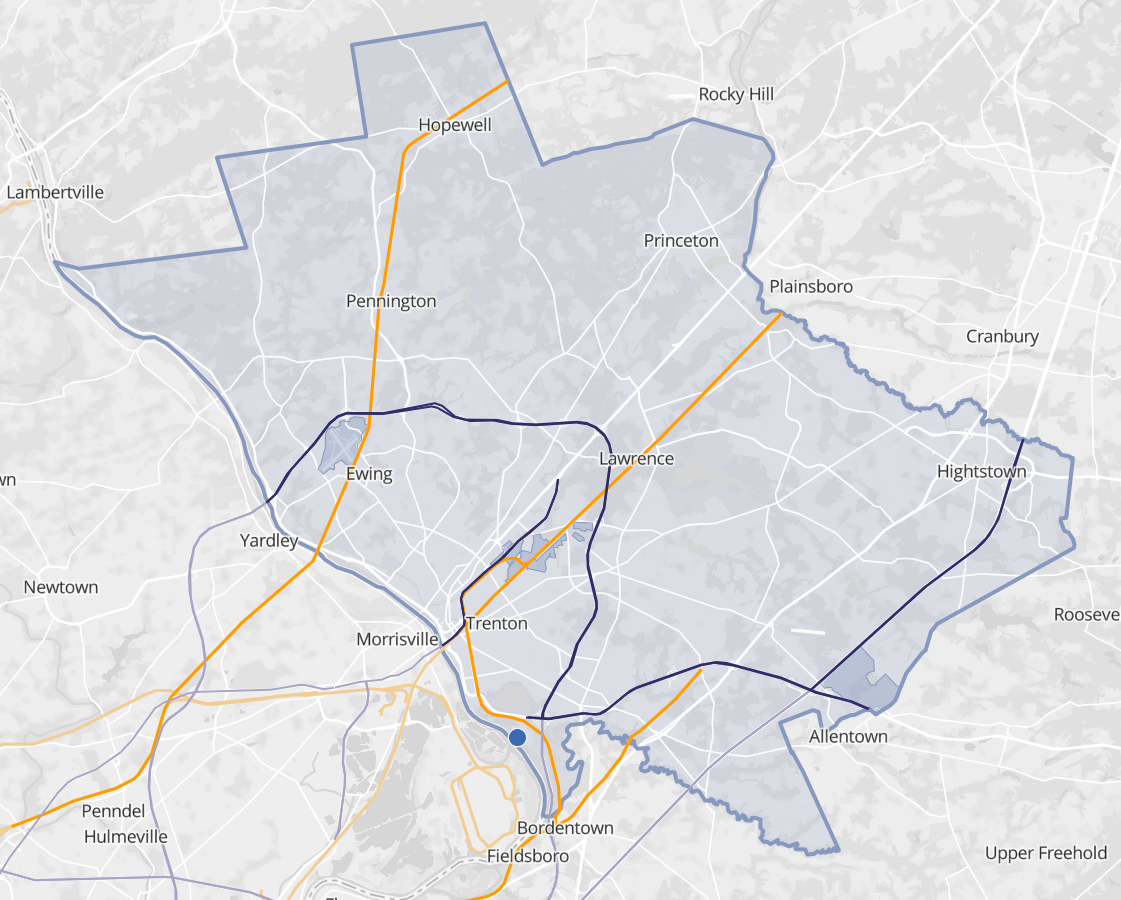 Rocky Hill
Hopewell
Lambertville
Princeton
Plainsboro
Pennington
Cranbury
Lawrence
Hightstown
Ewing
wn
Yardley
Newtown
Rooseve
Trenton
Morrisville
Allentown
Penndel
Bordentown
Hulmeville
Upper Freehold
Fieldsboro